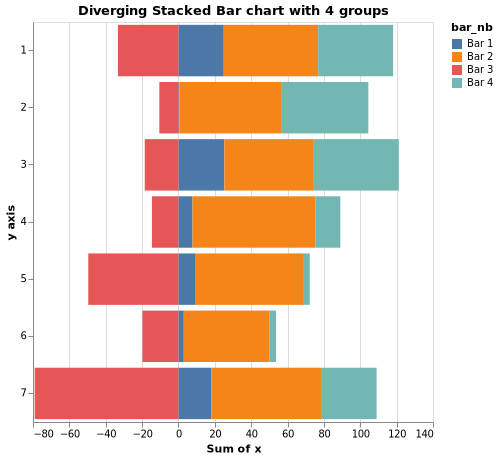 Diverging Stacked Bar chart with 4 groups
bar_nb
Bar 1
Bar 2
Bar 3
Bar 4
y axis
1
2
3
4
5
6
7
−80 −60 −40 −20 0 20 40 60 80 100 120 140
Sum of x